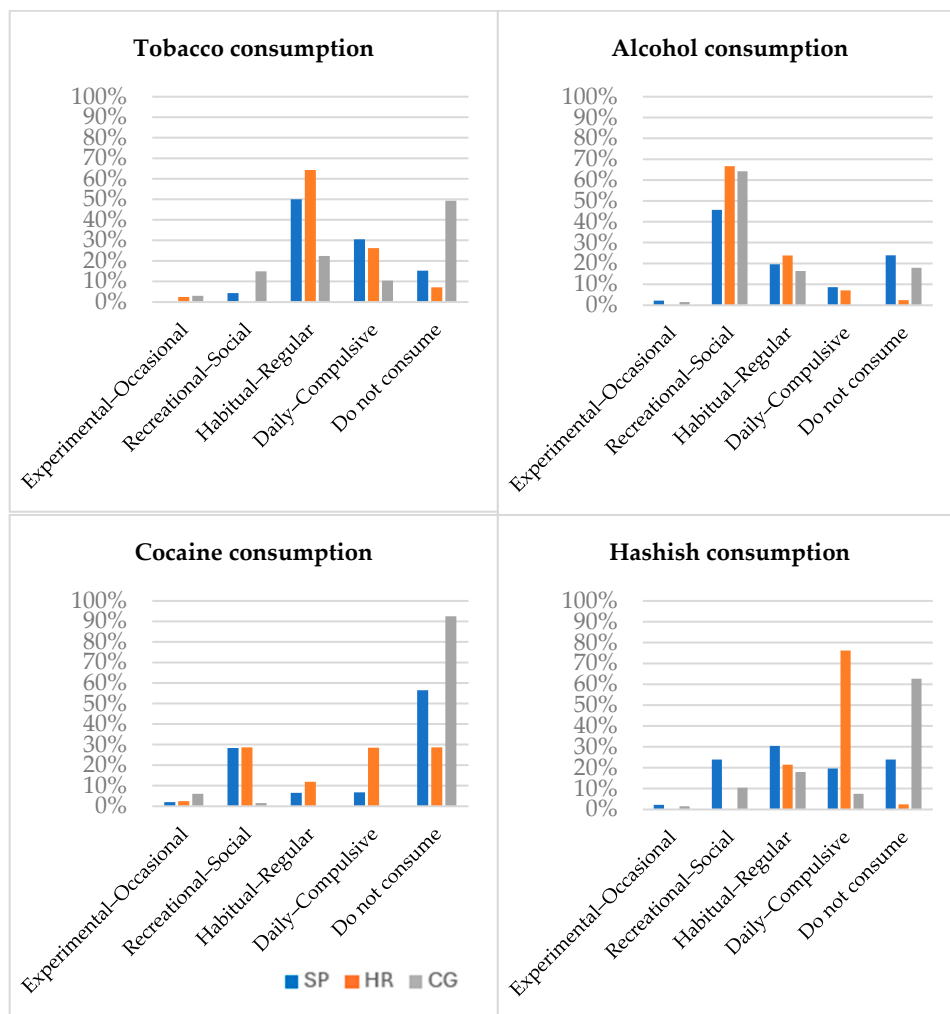 Tobacco consumption
100%
90%
80%
70%
60%
50%
40%
30%
20%
10%
0%
Experimental–Occasional
Recreational–Social
Habitual–Regular
Daily–Compulsive
Do not consume
Alcohol consumption
100%
90%
80%
70%
60%
50%
40%
30%
20%
10%
0%
Experimental–Occasional
Recreational–Social
Habitual–Regular
Daily–Compulsive
Do not consume
Cocaine consumption
100%
90%
80%
70%
60%
50%
40%
30%
20%
10%
0%
Experimental–Occasional
Recreational–Social
Habitual–Regular
Daily–Compulsive
Do not consume
SP HR CG
Hashish consumption
100%
90%
80%
70%
60%
50%
40%
30%
20%
10%
0%
Experimental–Occasional
Recreational–Social
Habitual–Regular
Daily–Compulsive
Do not consume